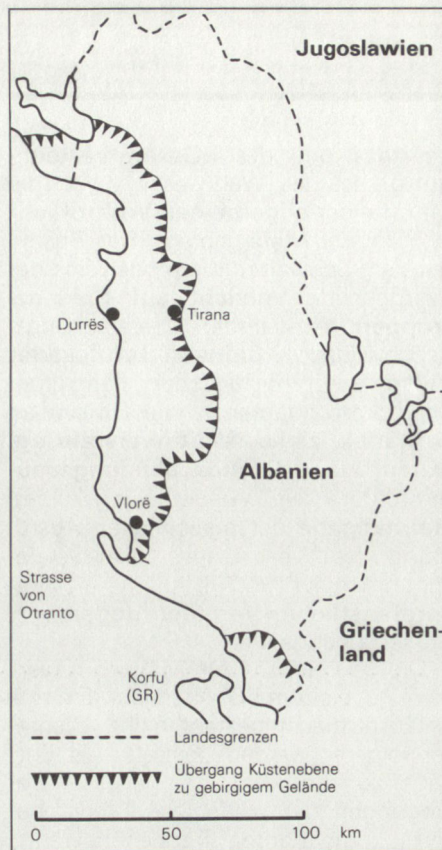 Jugoslawien
Durrës
Tirana
Albanien
Vlorë
Strasse
von
Otranto
Griechen-
land
Korfu
(GR)
Landesgrenzen
Übergang Küstenebene
zu gebirgigem Gelände
0 50 100 km